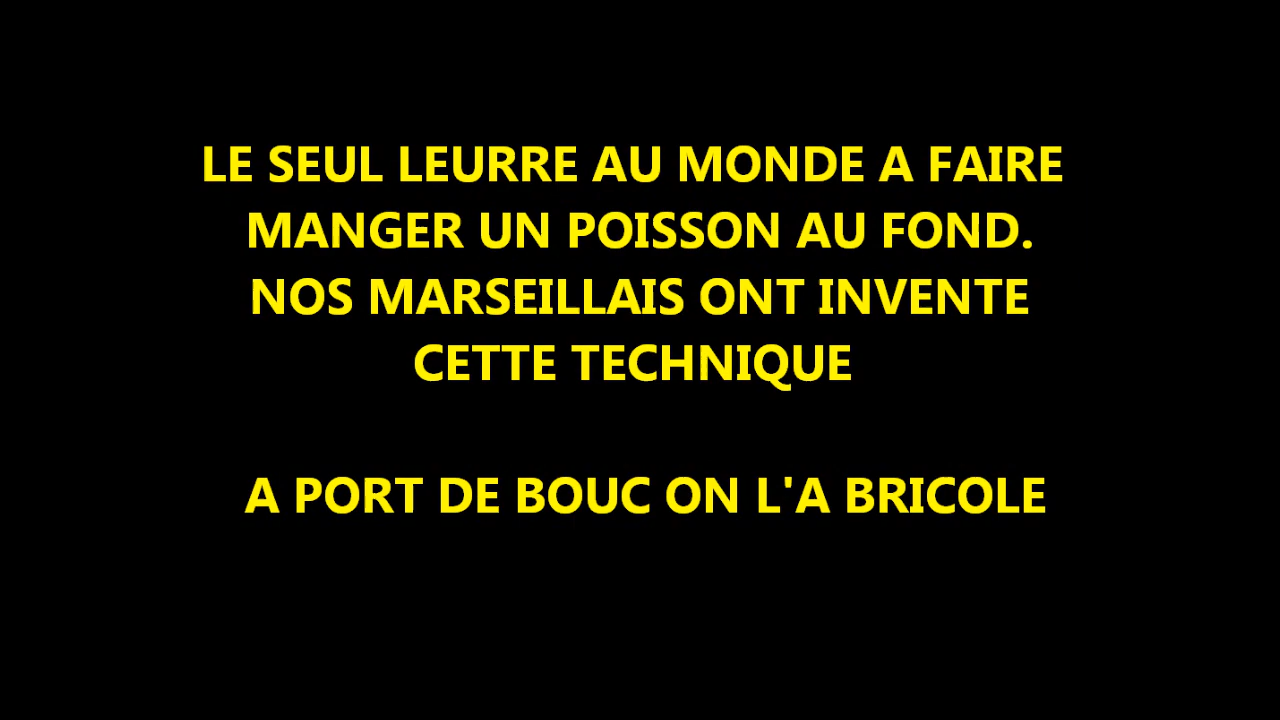 LE SEUL LEURRE AU MONDE A FAIRE
MANGER UN POISSON AU FOND.
NOS MARSEILLAIS ONT INVENTE
CETTE TECHNIQUE
A PORT DE BOUC ON L'A BRICOLE